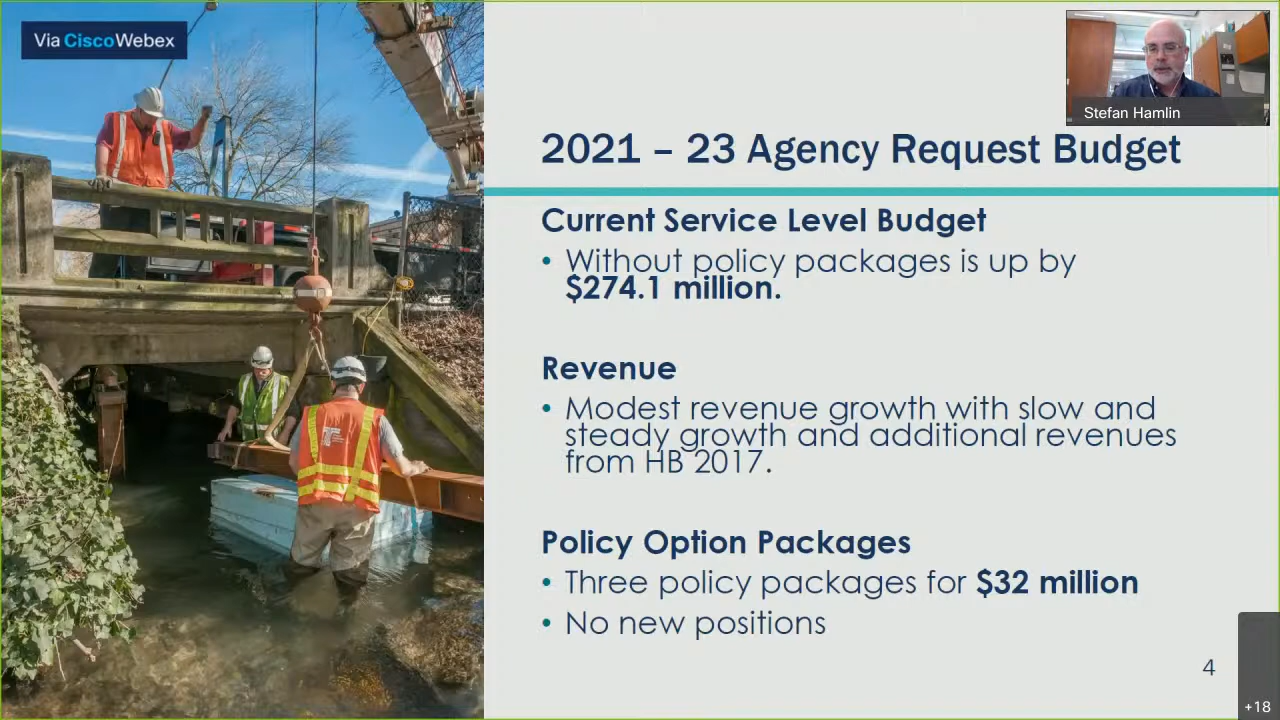 Via CiscoWebex
Stefan Hamlin
2021 – 23 Agency Request Budget
Current Service Level Budget
• Without policy packages is up by
$274.1 million.
Revenue
• Modest revenue growth with slow and
steady growth and additional revenues
from HB 2017.
Policy Option Packages
• Three policy packages for $32 million
• No new positions
4
+18